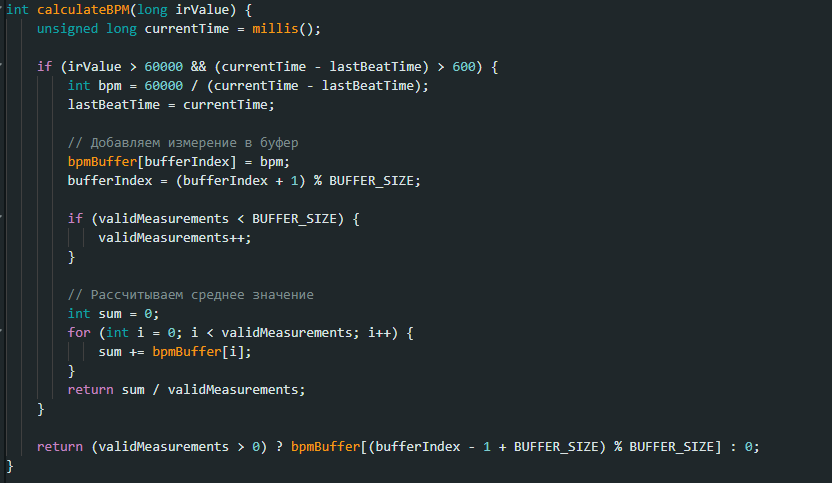 int calculateBPM(long irValue) {
unsigned long currentTime = millis();
if (irValue > 60000 && (currentTime - lastBeatTime) > 600) {
int bpm = 60000 / (currentTime - lastBeatTime);
lastBeatTime = currentTime;
// Добавляем измерение в буфер
bpmBuffer[bufferIndex] = bpm;
bufferIndex = (bufferIndex + 1) % BUFFER_SIZE;
if (validMeasurements < BUFFER_SIZE) {
validMeasurements++;
}
// Рассчитываем среднее значение
int sum = 0;
for (int i = 0; i < validMeasurements; i++) {
sum += bpmBuffer[i];
}
return sum / validMeasurements;
}
return (validMeasurements > 0) ? bpmBuffer[(bufferIndex - 1 + BUFFER_SIZE) % BUFFER_SIZE] : 0;
}